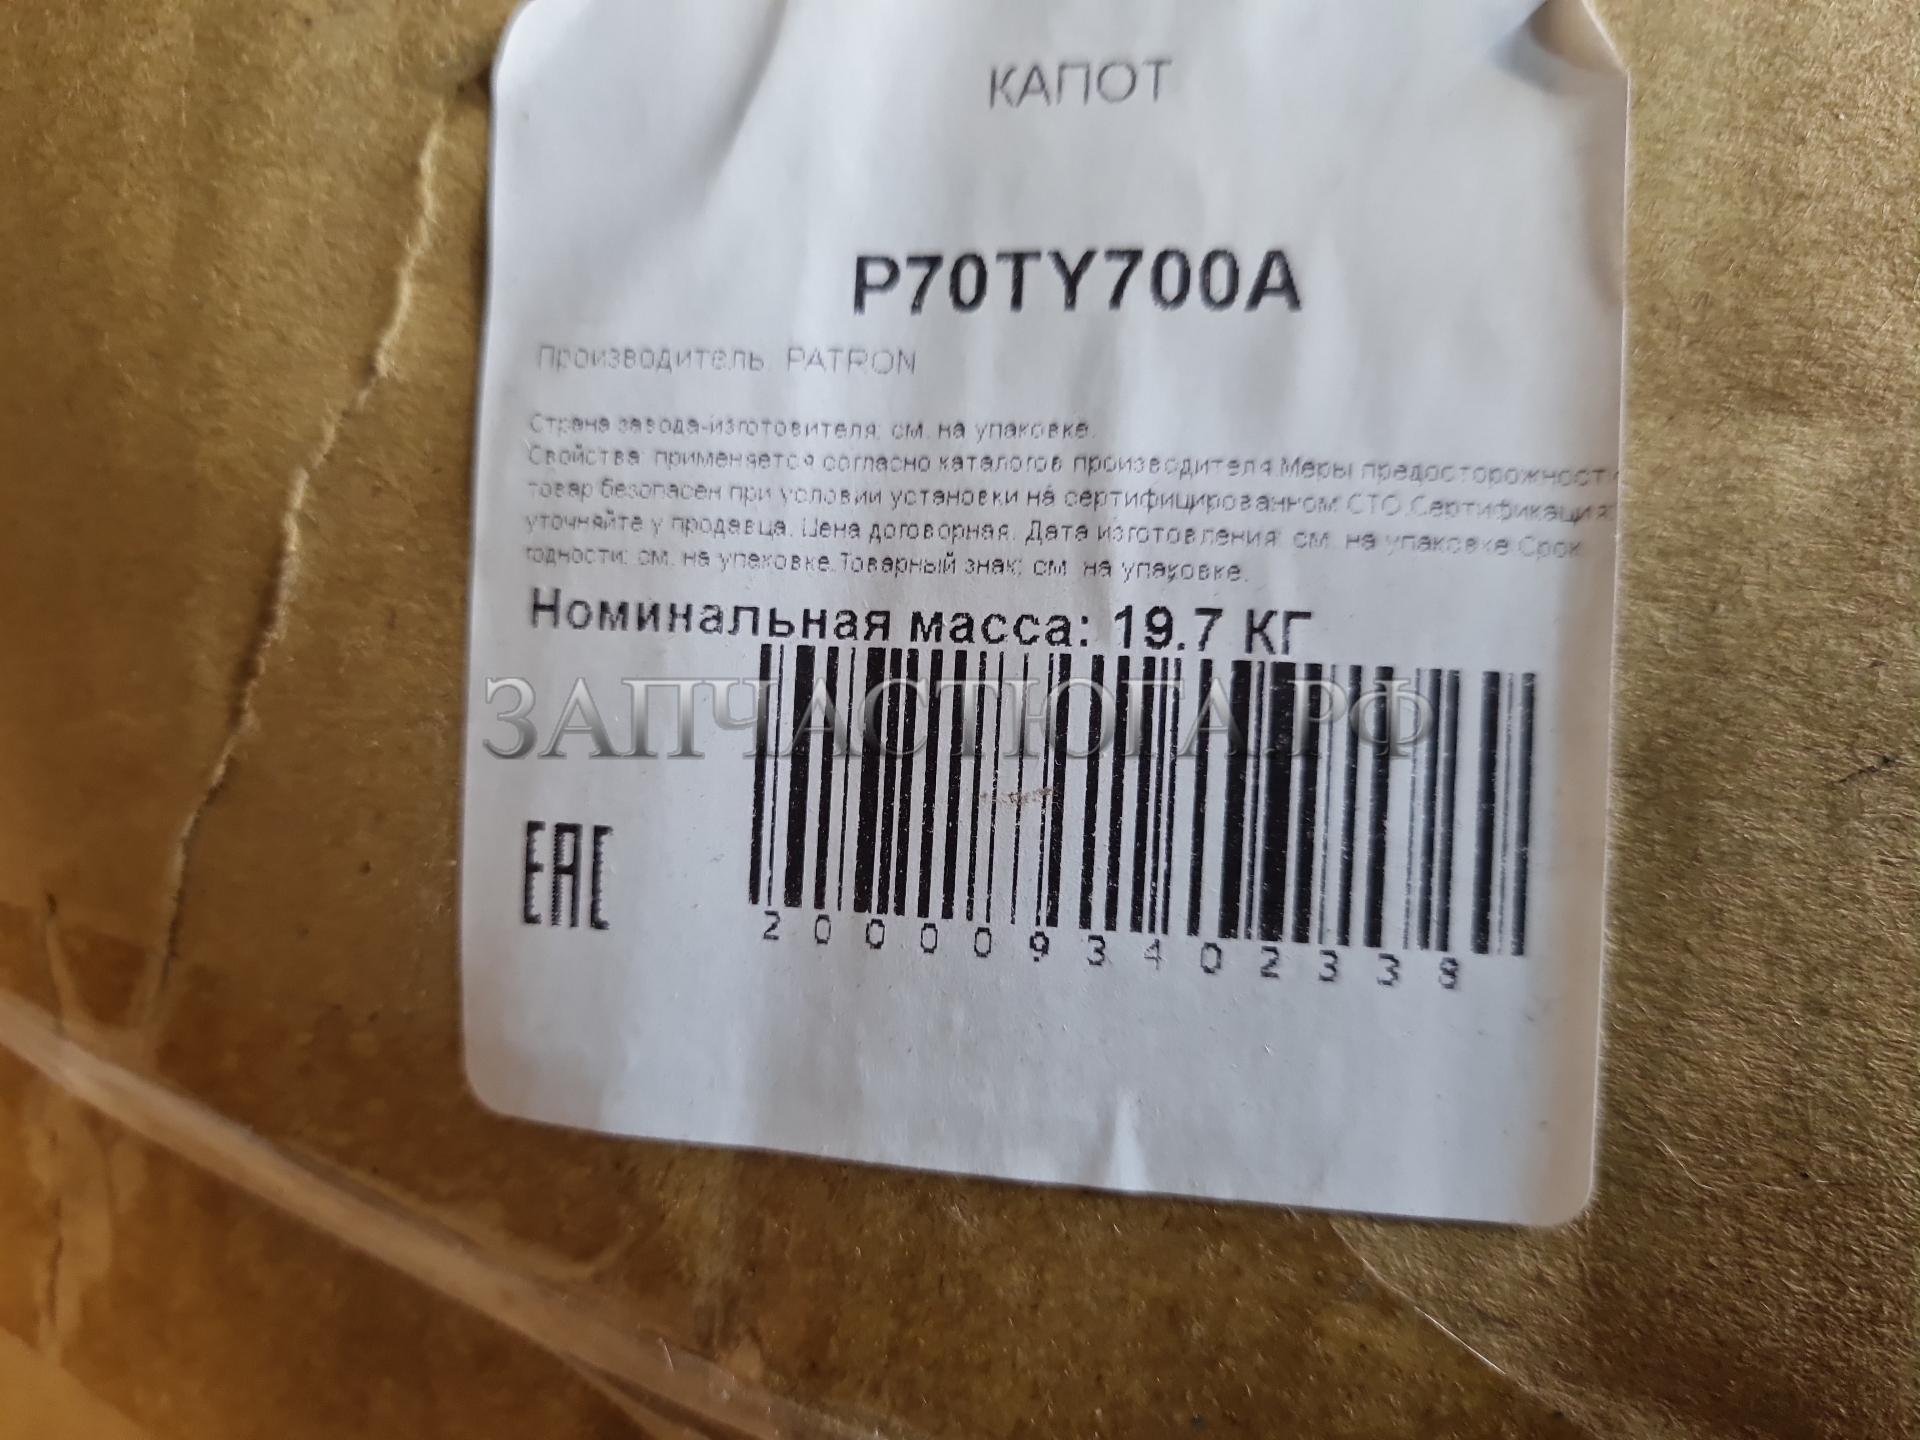 КАПОТ
P70TY700A
Производитель: PATRON
Страна завода-изготовителя: см. на упаковке.
Свойства: применяется согласно каталогов производителя.Меры предосторожност
товар безопасен при условии установки на сертифицированном СТО.Сертификация:
уточняйте у продавца. Цена договорная. Дата изготовления: см. на упаковке.Срок
годности: см. на упаковке.Товарный знак: см. на упаковке.
Номинальная масса: 19.7 КГ
ЗАПЧАСТЮГА.РФ
EAC
2000093402338